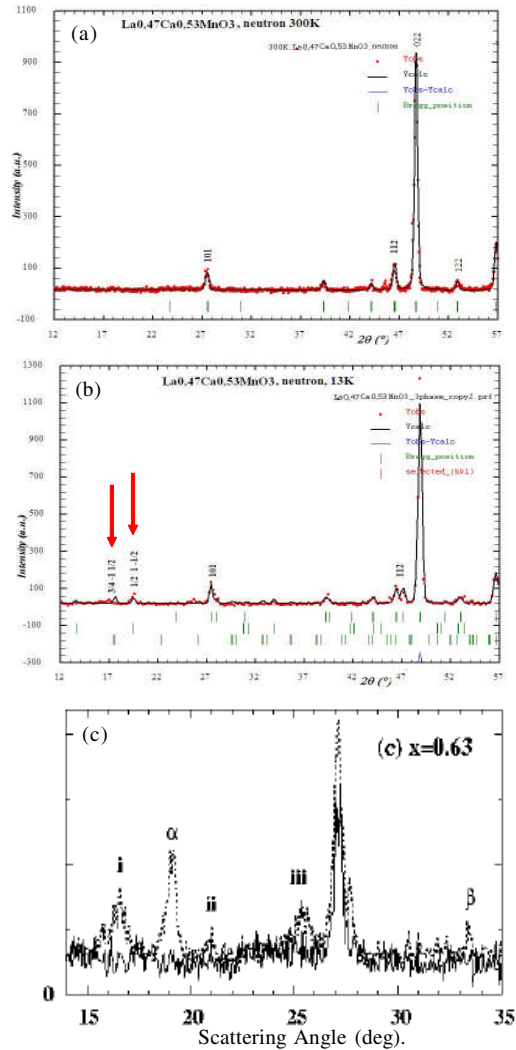 (a)
La0,47Ca0,53MnO3, neutron 300K
300K,La0,47Ca0,53MnO3_neutron
Yobs
Ycalc
Yobs-Ycalc
Bragg_position
022
101
112
122
Intensity (a.u.)
1100
900
700
500
300
100
-100
12 17 22 27 32 37 42 47 52 57
2θ (°)
(b)
La0,47Ca0,53MnO3, neutron, 13K
La0,47Ca0,53MnO3_3phase_copy2.prf
Yobs
Ycalc
Yobs-Ycalc
Bragg_position
selected_(hkl)
3/4 -1 1/2
1/2 1 -1/2
101
112
Intensity (a.u.)
1300
1100
900
700
500
300
100
-100
-300
12 17 22 27 32 37 42 47 52 57
2θ (°)
(c)
(c) x=0.63
i
α
ii
iii
β
0
15 20 25 30 35
Scattering Angle (deg).